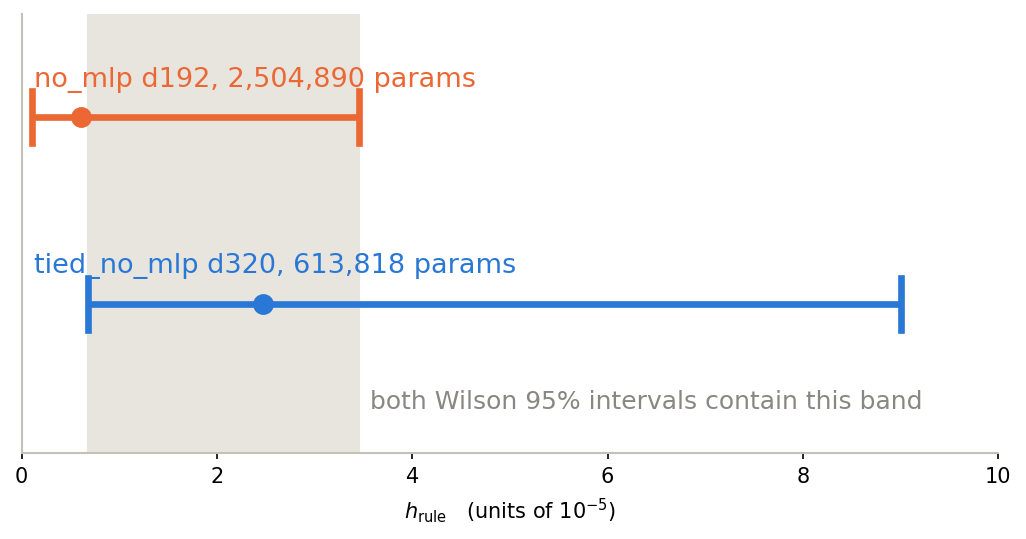 no_mlp d192, 2,504,890 params
tied_no_mlp d320, 613,818 params
both Wilson 95% intervals contain this band
0 2 4 6 8 10
h_rule (units of 10⁻⁵)